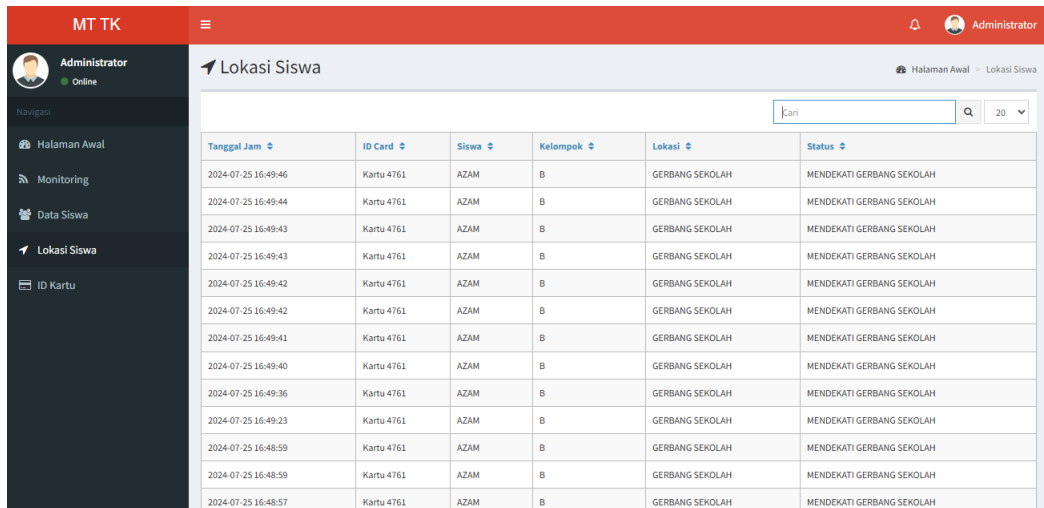 MT TK
Administrator
Administrator
Online
Navigasi
Halaman Awal
Monitoring
Data Siswa
Lokasi Siswa
ID Kartu
Lokasi Siswa
Halaman Awal > Lokasi Siswa
Cari 20
Tanggal Jam ID Card Siswa Kelompok Lokasi Status
2024-07-25 16:49:46 Kartu 4761 AZAM B GERBANG SEKOLAH MENDEKATI GERBANG SEKOLAH
2024-07-25 16:49:44 Kartu 4761 AZAM B GERBANG SEKOLAH MENDEKATI GERBANG SEKOLAH
2024-07-25 16:49:43 Kartu 4761 AZAM B GERBANG SEKOLAH MENDEKATI GERBANG SEKOLAH
2024-07-25 16:49:43 Kartu 4761 AZAM B GERBANG SEKOLAH MENDEKATI GERBANG SEKOLAH
2024-07-25 16:49:42 Kartu 4761 AZAM B GERBANG SEKOLAH MENDEKATI GERBANG SEKOLAH
2024-07-25 16:49:42 Kartu 4761 AZAM B GERBANG SEKOLAH MENDEKATI GERBANG SEKOLAH
2024-07-25 16:49:41 Kartu 4761 AZAM B GERBANG SEKOLAH MENDEKATI GERBANG SEKOLAH
2024-07-25 16:49:40 Kartu 4761 AZAM B GERBANG SEKOLAH MENDEKATI GERBANG SEKOLAH
2024-07-25 16:49:36 Kartu 4761 AZAM B GERBANG SEKOLAH MENDEKATI GERBANG SEKOLAH
2024-07-25 16:49:23 Kartu 4761 AZAM B GERBANG SEKOLAH MENDEKATI GERBANG SEKOLAH
2024-07-25 16:48:59 Kartu 4761 AZAM B GERBANG SEKOLAH MENDEKATI GERBANG SEKOLAH
2024-07-25 16:48:59 Kartu 4761 AZAM B GERBANG SEKOLAH MENDEKATI GERBANG SEKOLAH
2024-07-25 16:48:57 Kartu 4761 AZAM B GERBANG SEKOLAH MENDEKATI GERBANG SEKOLAH